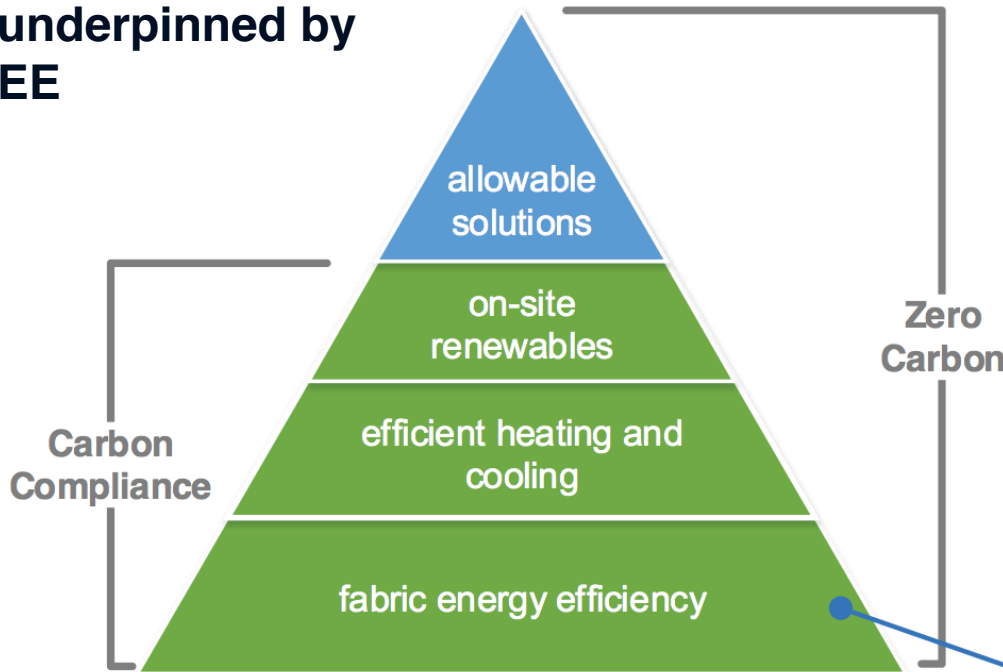 underpinned by
EE
allowable
solutions
on-site
renewables
Zero
Carbon
efficient heating and
cooling
Carbon
Compliance
fabric energy efficiency